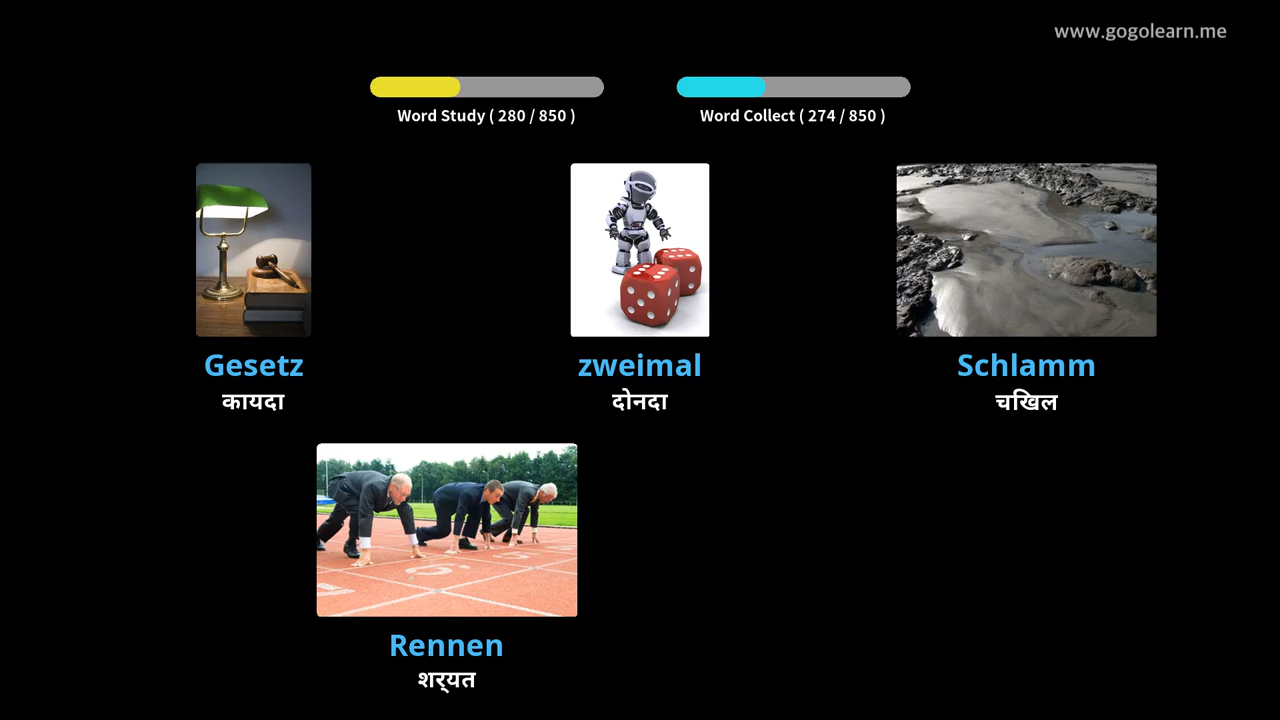 www.gogolearn.me
Word Study ( 280 / 850 )
Word Collect ( 274 / 850 )
Gesetz
कायदा
zweimal
दोनदा
Schlamm
चखिल
Rennen
शर्‍यत